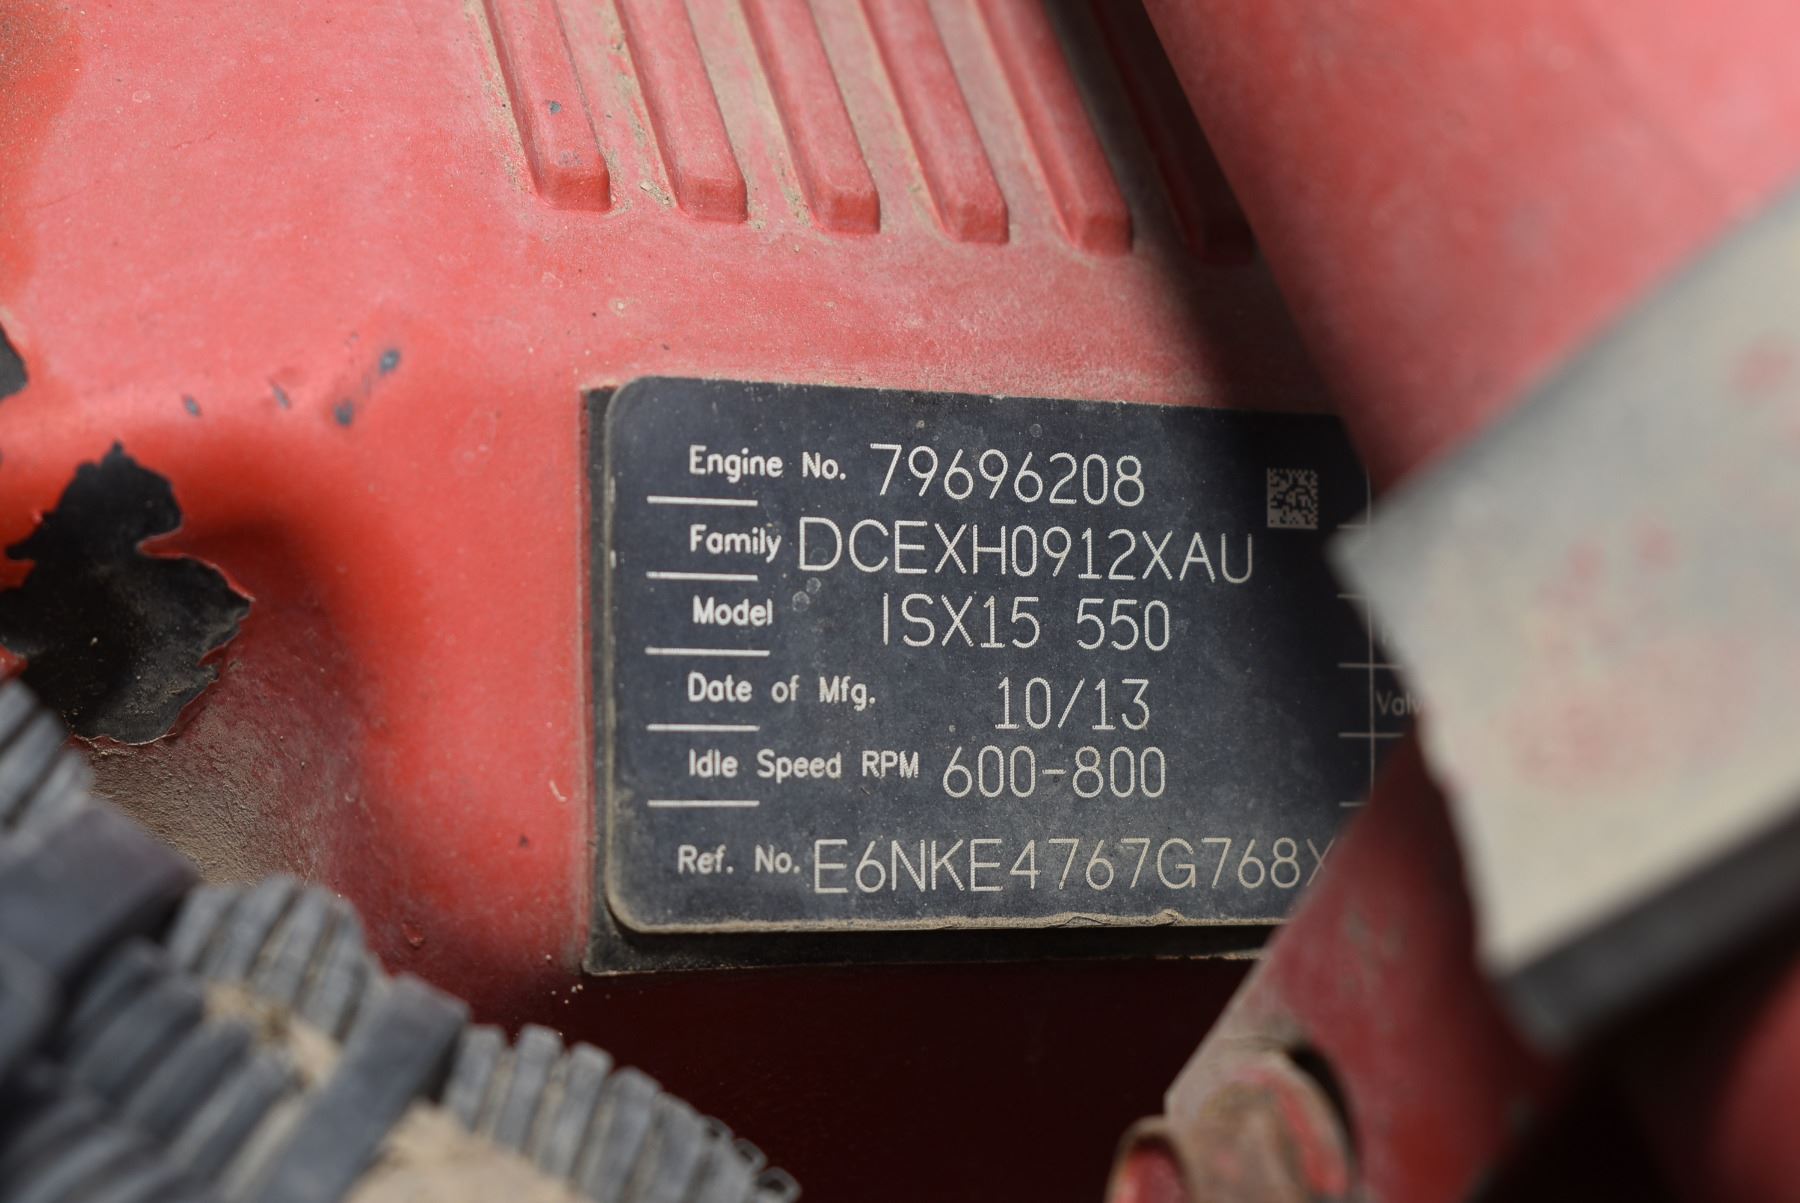 Engine No. 79696208
Family DCEXH0912XAU
Model ISX15 550
Date of Mfg. 10/13
Idle Speed RPM 600-800
Ref. No. E6NKE4767G768X